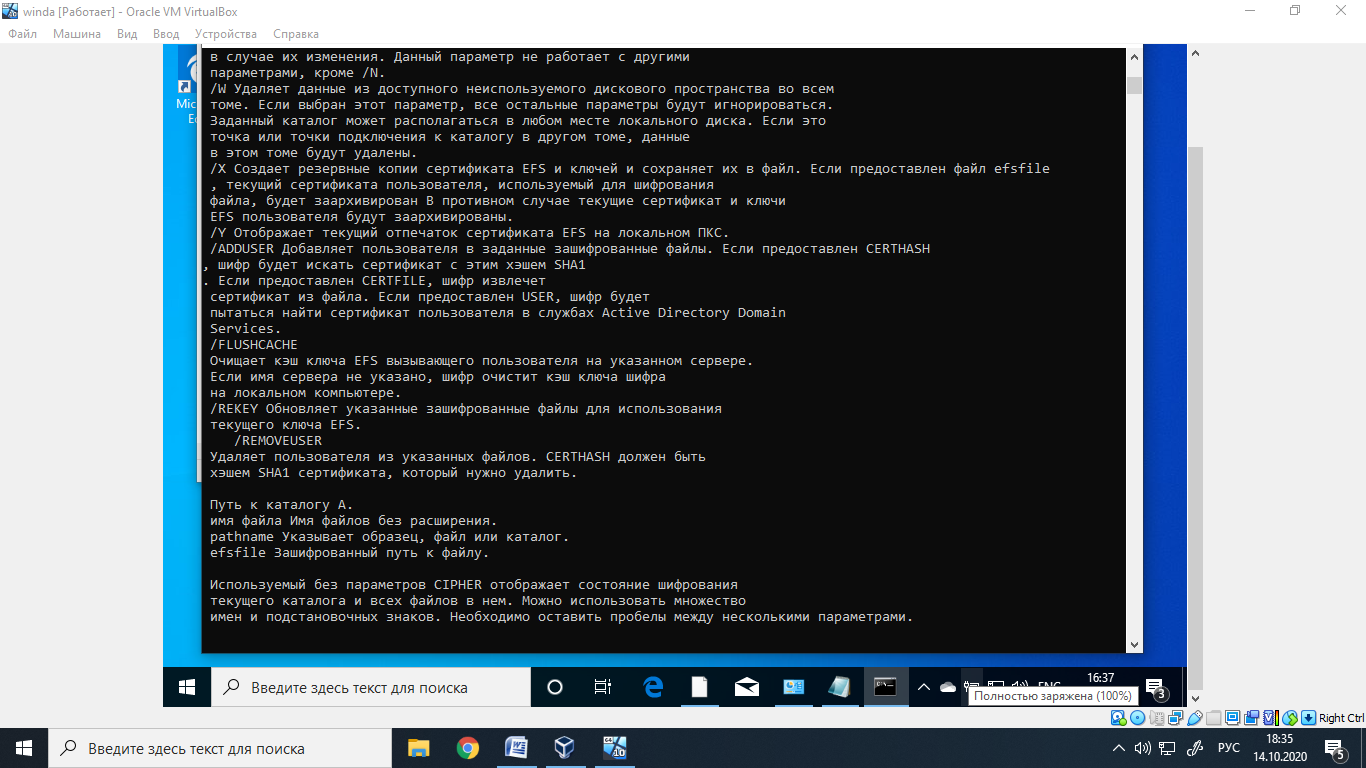 winda [Работает] - Oracle VM VirtualBox
Файл Машина Вид Ввод Устройства Справка
в случае их изменения. Данный параметр не работает с другими
параметрами, кроме /N.
/W Удаляет данные из доступного неиспользуемого дискового пространства во всем
томе. Если выбран этот параметр, все остальные параметры будут игнорироваться.
Заданный каталог может располагаться в любом месте локального диска. Если это
точка или точки подключения к каталогу в другом томе, данные
в этом томе будут удалены.
/X Создает резервные копии сертификата EFS и ключей и сохраняет их в файл. Если предоставлен файл efsfile
, текущий сертификата пользователя, используемый для шифрования
файла, будет заархивирован В противном случае текущие сертификат и ключи
EFS пользователя будут заархивированы.
/Y Отображает текущий отпечаток сертификата EFS на локальном ПКС.
/ADDUSER Добавляет пользователя в заданные зашифрованные файлы. Если предоставлен CERTHASH
, шифр будет искать сертификат с этим хэшем SHA1
. Если предоставлен CERTFILE, шифр извлечет
сертификат из файла. Если предоставлен USER, шифр будет
пытаться найти сертификат пользователя в службах Active Directory Domain
Services.
/FLUSHCACHE
Очищает кэш ключа EFS вызывающего пользователя на указанном сервере.
Если имя сервера не указано, шифр очистит кэш ключа шифра
на локальном компьютере.
/REKEY Обновляет указанные зашифрованные файлы для использования
текущего ключа EFS.
/REMOVEUSER
Удаляет пользователя из указанных файлов. CERTHASH должен быть
хэшем SHA1 сертификата, который нужно удалить.
Путь к каталогу А.
имя файла Имя файлов без расширения.
pathname Указывает образец, файл или каталог.
efsfile Зашифрованный путь к файлу.
Используемый без параметров CIPHER отображает состояние шифрования
текущего каталога и всех файлов в нем. Можно использовать множество
имен и подстановочных знаков. Необходимо оставить пробелы между несколькими параметрами.
Mic
Ec
Введите здесь текст для поиска
16:37
Полностью заряжена (100%)
3
Right Ctrl
Введите здесь текст для поиска
РУС
18:35
14.10.2020
5